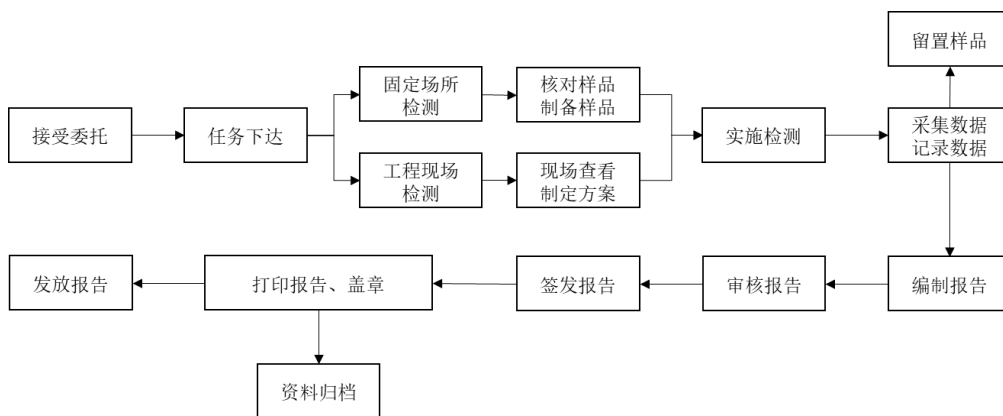 留置样品
接受委托
任务下达
固定场所
检测
核对样品
制备样品
工程现场
检测
现场查看
制定方案
实施检测
采集数据
记录数据
编制报告
审核报告
签发报告
打印报告、盖章
发放报告
资料归档